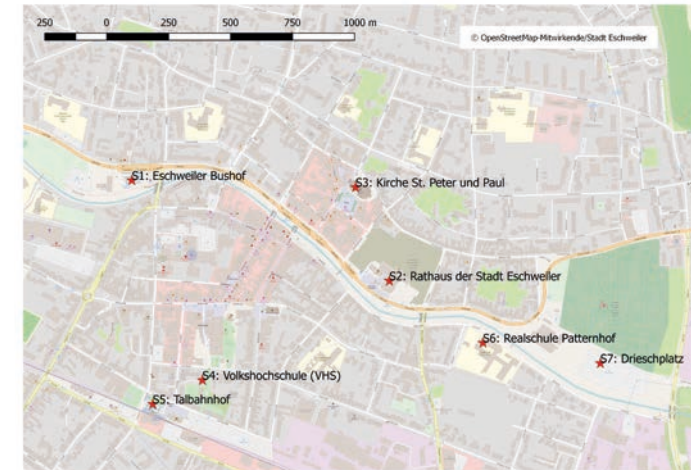 250 0 250 500 750 1000 m
© OpenStreetMap-Mitwirkende/Stadt Eschweiler
S1: Eschweiler Bushof
S3: Kirche St. Peter und Paul
S2: Rathaus der Stadt Eschweiler
S6: Realschule Patternhof
S7: Drieschplatz
S4: Volkshochschule (VHS)
S5: Talbahnhof